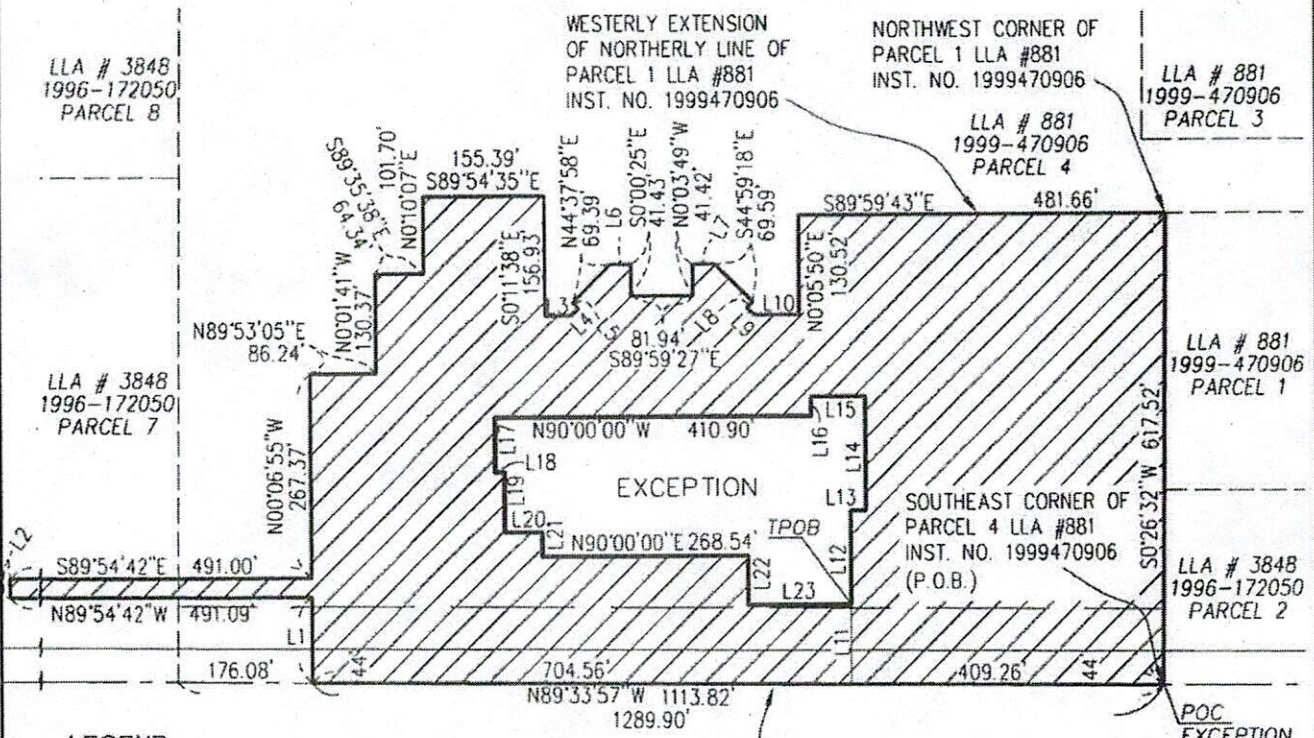 WESTERLY EXTENSION
OF NORTHERLY LINE OF
PARCEL 1 LLA #881
INST. NO. 1999470906
NORTHWEST CORNER OF
PARCEL 1 LLA #881
INST. NO. 1999470906
LLA # 3848
1996-172050
PARCEL 8
LLA # 881
1999-470906
PARCEL 3
LLA # 881
1999-470906
PARCEL 4
155.39'
S89°54'35"E
S89°35'38"E
64.34'
101.70'
N0°10'07"E
N44°37'58"E
69.39'
L6
S0°00'25"E
41.43'
N0°03'49"W
41.42'
L7
S44°59'18"E
69.59'
S89°59'43"E
481.66'
N0°01'41"W
130.37'
S0°11'38"E
156.93'
N0°05'50"E
130.52'
L3
L4
L5
81.94'
S89°59'27"E
L8
L9
L10
N89°53'05"E
86.24'
LLA # 3848
1996-172050
PARCEL 7
LLA # 881
1999-470906
PARCEL 1
N00°06'55"W
267.37'
S0°26'32"W 617.52'
N90°00'00"W 410.90'
L15
L16
L14
L17
L18
L19
EXCEPTION
L13
L20
L21
N90°00'00"E 268.54'
TPOB
L12
L22
L23
SOUTHEAST CORNER OF
PARCEL 4 LLA #881
INST. NO. 1999470906
(P.O.B.)
LLA # 3848
1996-172050
PARCEL 2
L2
S89°54'42"E 491.00'
N89°54'42"W 491.09'
L1
L11
176.08'
44'
704.56'
409.26'
44'
N89°33'57"W 1113.82'
1289.90'
POC
EXCEPTION
LEGEND